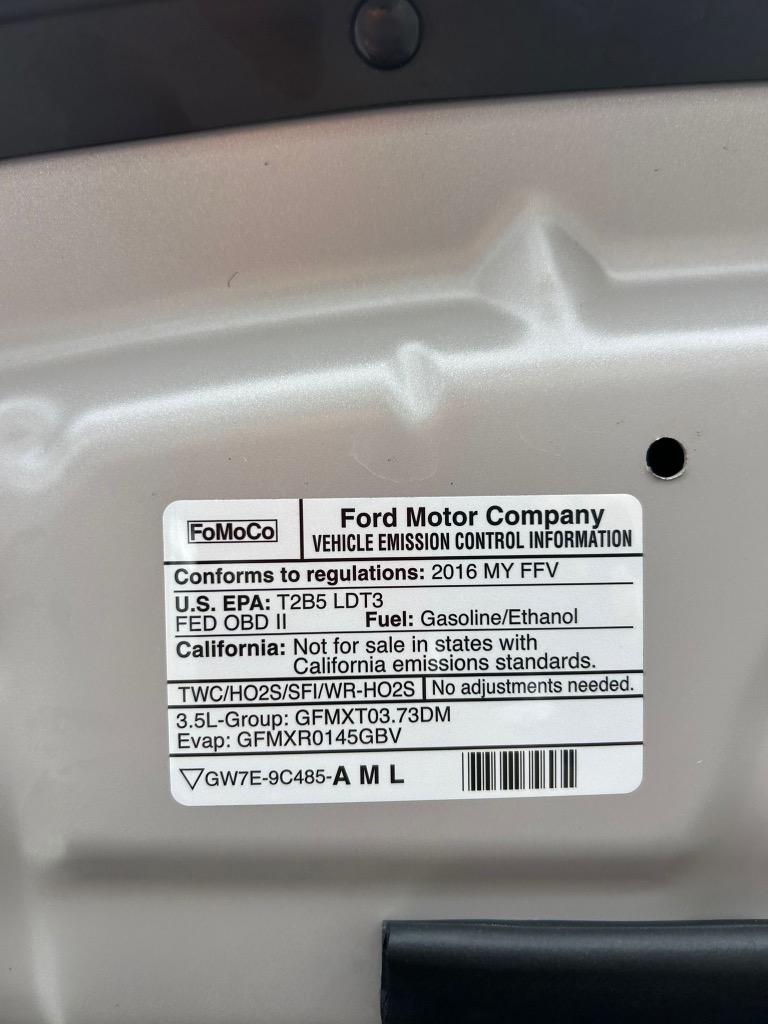 FoMoCo
Ford Motor Company
VEHICLE EMISSION CONTROL INFORMATION
Conforms to regulations: 2016 MY FFV
U.S. EPA: T2B5 LDT3
FED OBD II Fuel: Gasoline/Ethanol
California: Not for sale in states with
California emissions standards.
TWC/HO2S/SFI/WR-HO2S No adjustments needed.
3.5L-Group: GFMXT03.73DM
Evap: GFMXR0145GBV
▽GW7E-9C485-A M L